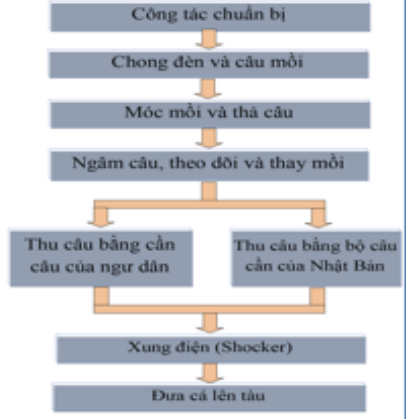 Công tác chuẩn bị
Chong đèn và câu mồi
Móc mồi và thả câu
Ngâm câu, theo dõi và thay mồi
Thu câu bằng cần
câu của ngư dân
Thu câu bằng bộ câu
cần của Nhật Bản
Xung điện (Shocker)
Đưa cá lên tàu